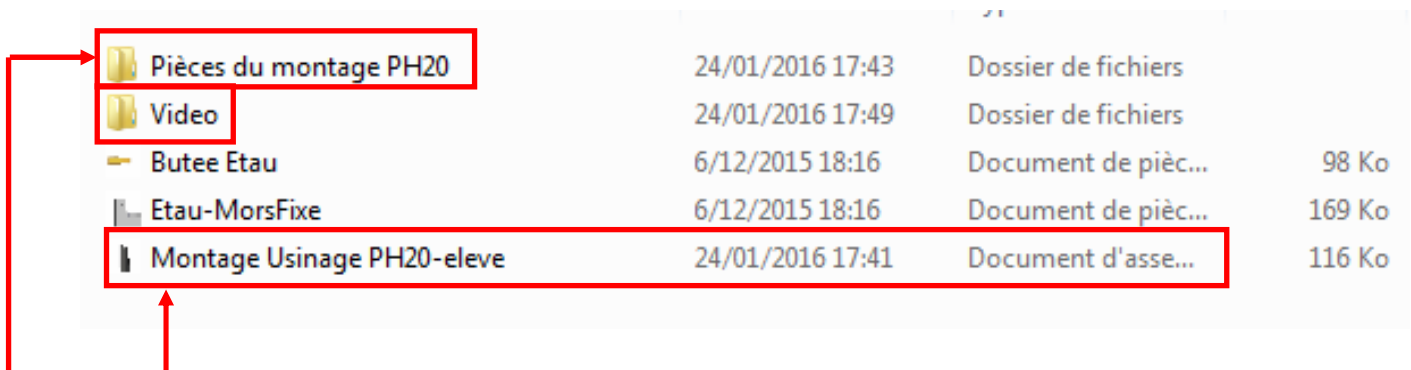 Pièces du montage PH20 24/01/2016 17:43 Dossier de fichiers
Video 24/01/2016 17:49 Dossier de fichiers
Butee Etau 6/12/2015 18:16 Document de pièc... 98 Ko
Etau-MorsFixe 6/12/2015 18:16 Document de pièc... 169 Ko
Montage Usinage PH20-eleve 24/01/2016 17:41 Document d'asse... 116 Ko